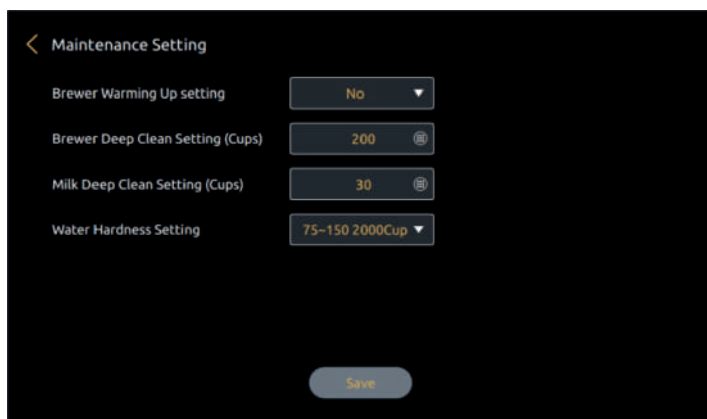 Maintenance Setting
Brewer Warming Up setting No
Brewer Deep Clean Setting (Cups) 200
Milk Deep Clean Setting (Cups) 30
Water Hardness Setting 75~150 2000Cup
Save